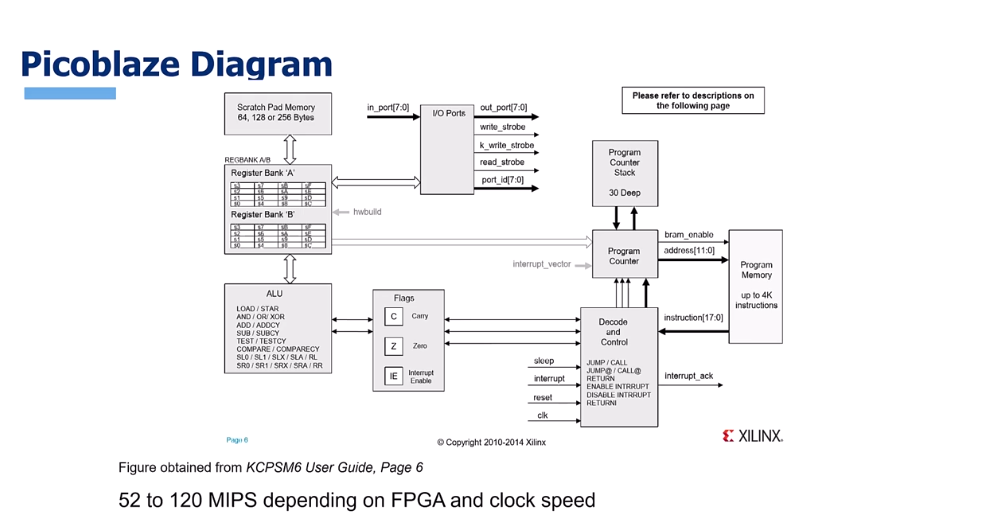 Picoblaze Diagram
Please refer to descriptions on
the following page
Scratch Pad Memory
64, 128 or 256 Bytes
in_port[7:0]
I/O Ports
out_port[7:0]
write_strobe
k_write_strobe
read_strobe
port_id[7:0]
REGBANK A/B
Register Bank 'A'
s3 s7 sB sF
s2 s6 sA sE
s1 s5 s9 sD
s0 s4 s8 sC
Register Bank 'B'
s3 s7 sB sF
s2 s6 sA sE
s1 s5 s9 sD
s0 s4 s8 sC
hwbuild
Program
Counter
Stack
30 Deep
interrupt_vector
Program
Counter
bram_enable
address[11:0]
Program
Memory
up to 4K
instructions
instruction[17:0]
ALU
LOAD / STAR
AND / OR/ XOR
ADD / ADDCY
SUB / SUBCY
TEST / TESTCY
COMPARE / COMPARECY
SL0 / SL1 / SLX / SLA / RL
SR0 / SR1 / SRX / SRA / RR
Flags
C Carry
Z Zero
IE Interrupt
Enable
Decode
and
Control
JUMP / CALL
JUMP@ / CALL@
RETURN
ENABLE INTRRUPT
DISABLE INTRRUPT
RETURNI
sleep
interrupt
reset
clk
interrupt_ack
Page 6
© Copyright 2010-2014 Xilinx
XILINX.
Figure obtained from KCPSM6 User Guide, Page 6
52 to 120 MIPS depending on FPGA and clock speed